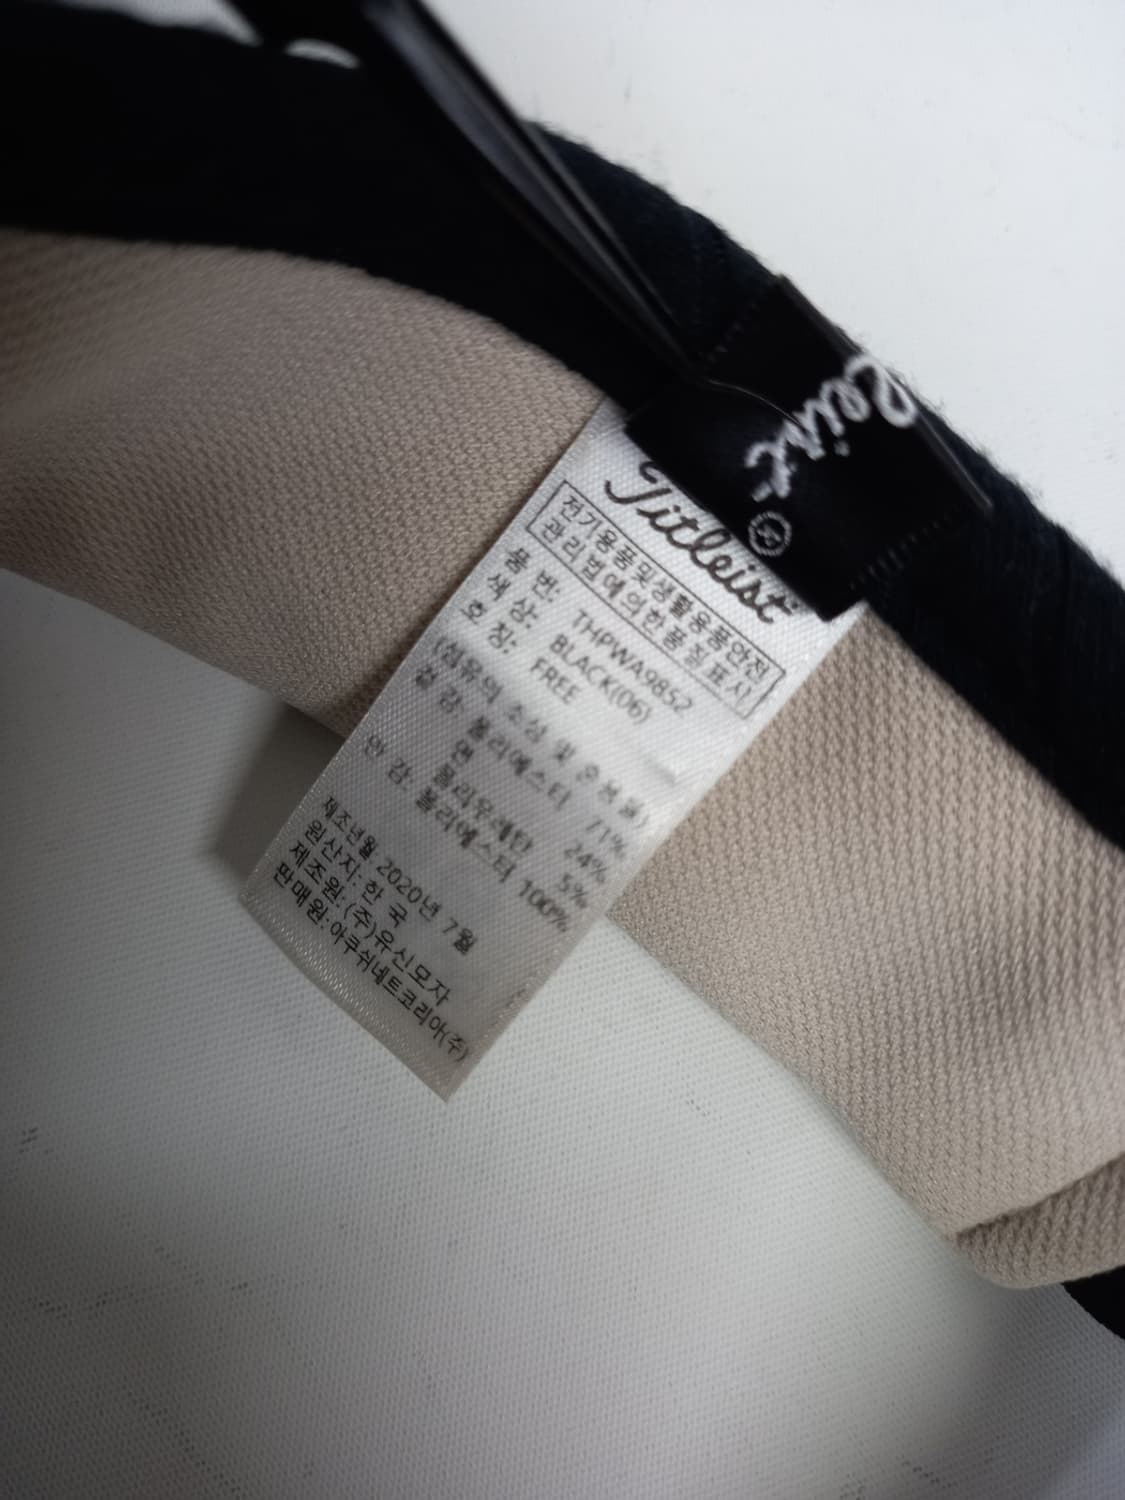 leist
®
Titleist
전기용품및생활용품안전
관리법에의한품질표시
품 번: THPWA9852
색 상: BLACK(06)
호 칭: FREE
(섬유의 조성 및 혼용율)
겉 감: 폴리에스터 71%
면 24%
폴리우레탄 5%
안 감: 폴리에스터 100%
제조년월 2020년 7월
원산지: 한 국
제조원: (주)유신모자
판매원: 아쿠쉬네트코리아(주)